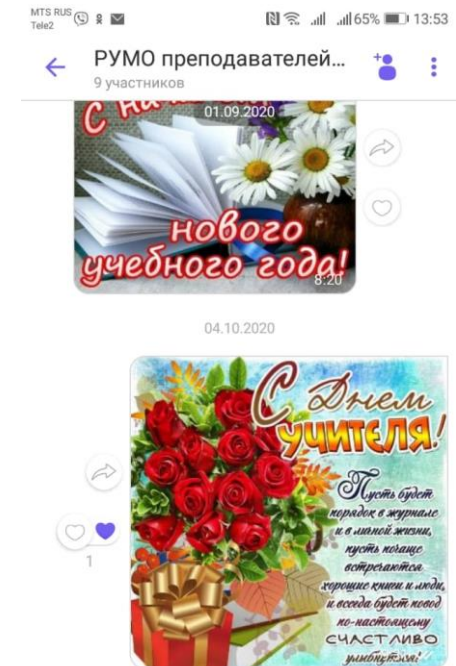 MTS RUS
Tele2
65%
13:53
РУМО преподавателей...
9 участников
01.09.2020
нового
учебного года!
8:20
04.10.2020
С Днем
УЧИТЕЛЯ!
Пусть будет
порядок в журнале
и в личной жизни,
пусть почаще
встречаются
хорошие книги и люди,
и всегда будет повод
по-настоящему
СЧАСТЛИВО
улыбнуться!
1